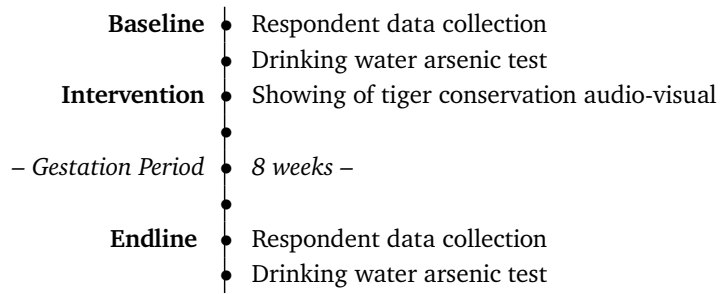 Baseline Respondent data collection
Drinking water arsenic test
Intervention Showing of tiger conservation audio-visual
– Gestation Period 8 weeks –
Endline Respondent data collection
Drinking water arsenic test